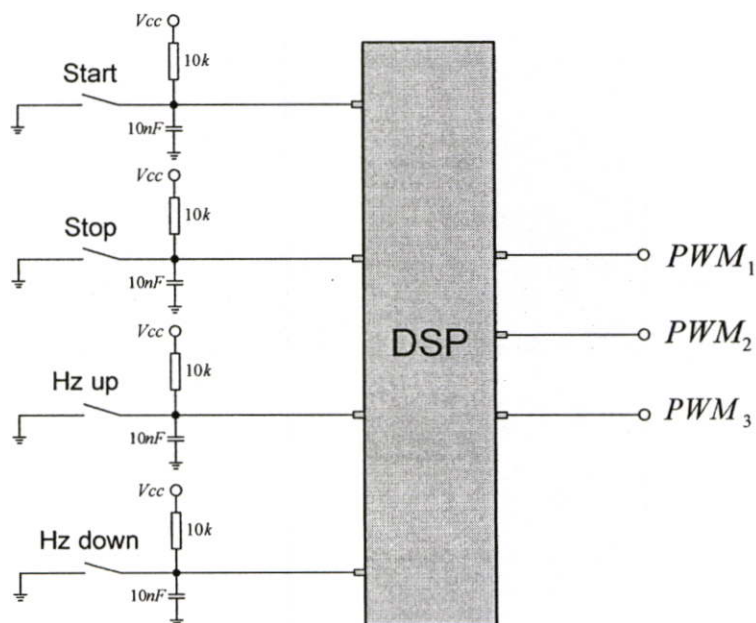 Vcc
10k
Start
10nF
Vcc
10k
Stop
10nF
PWM1
DSP
PWM2
Vcc
10k
Hz up
10nF
PWM3
Vcc
10k
Hz down
10nF